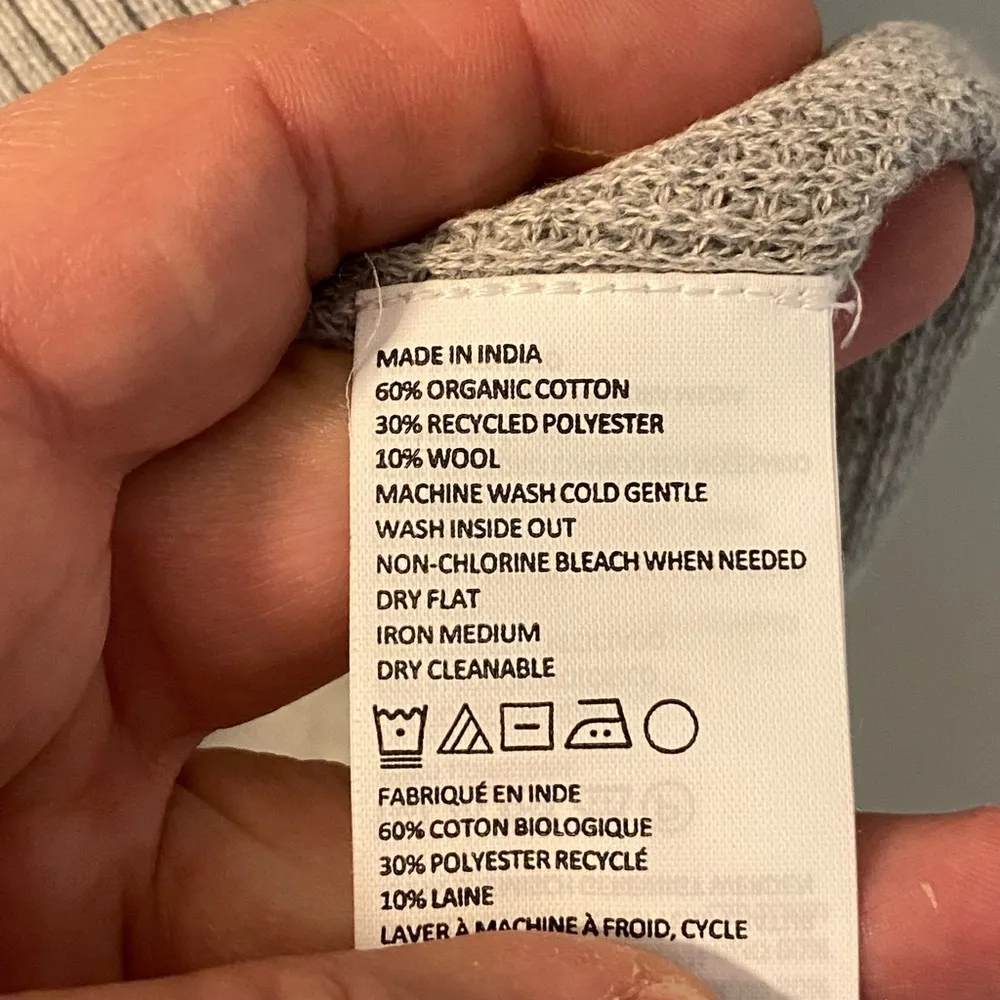 MADE IN INDIA
60% ORGANIC COTTON
30% RECYCLED POLYESTER
10% WOOL
MACHINE WASH COLD GENTLE
WASH INSIDE OUT
NON-CHLORINE BLEACH WHEN NEEDED
DRY FLAT
IRON MEDIUM
DRY CLEANABLE
FABRIQUÉ EN INDE
60% COTON BIOLOGIQUE
30% POLYESTER RECYCLÉ
10% LAINE
LAVER À MACHINE À FROID, CYCLE